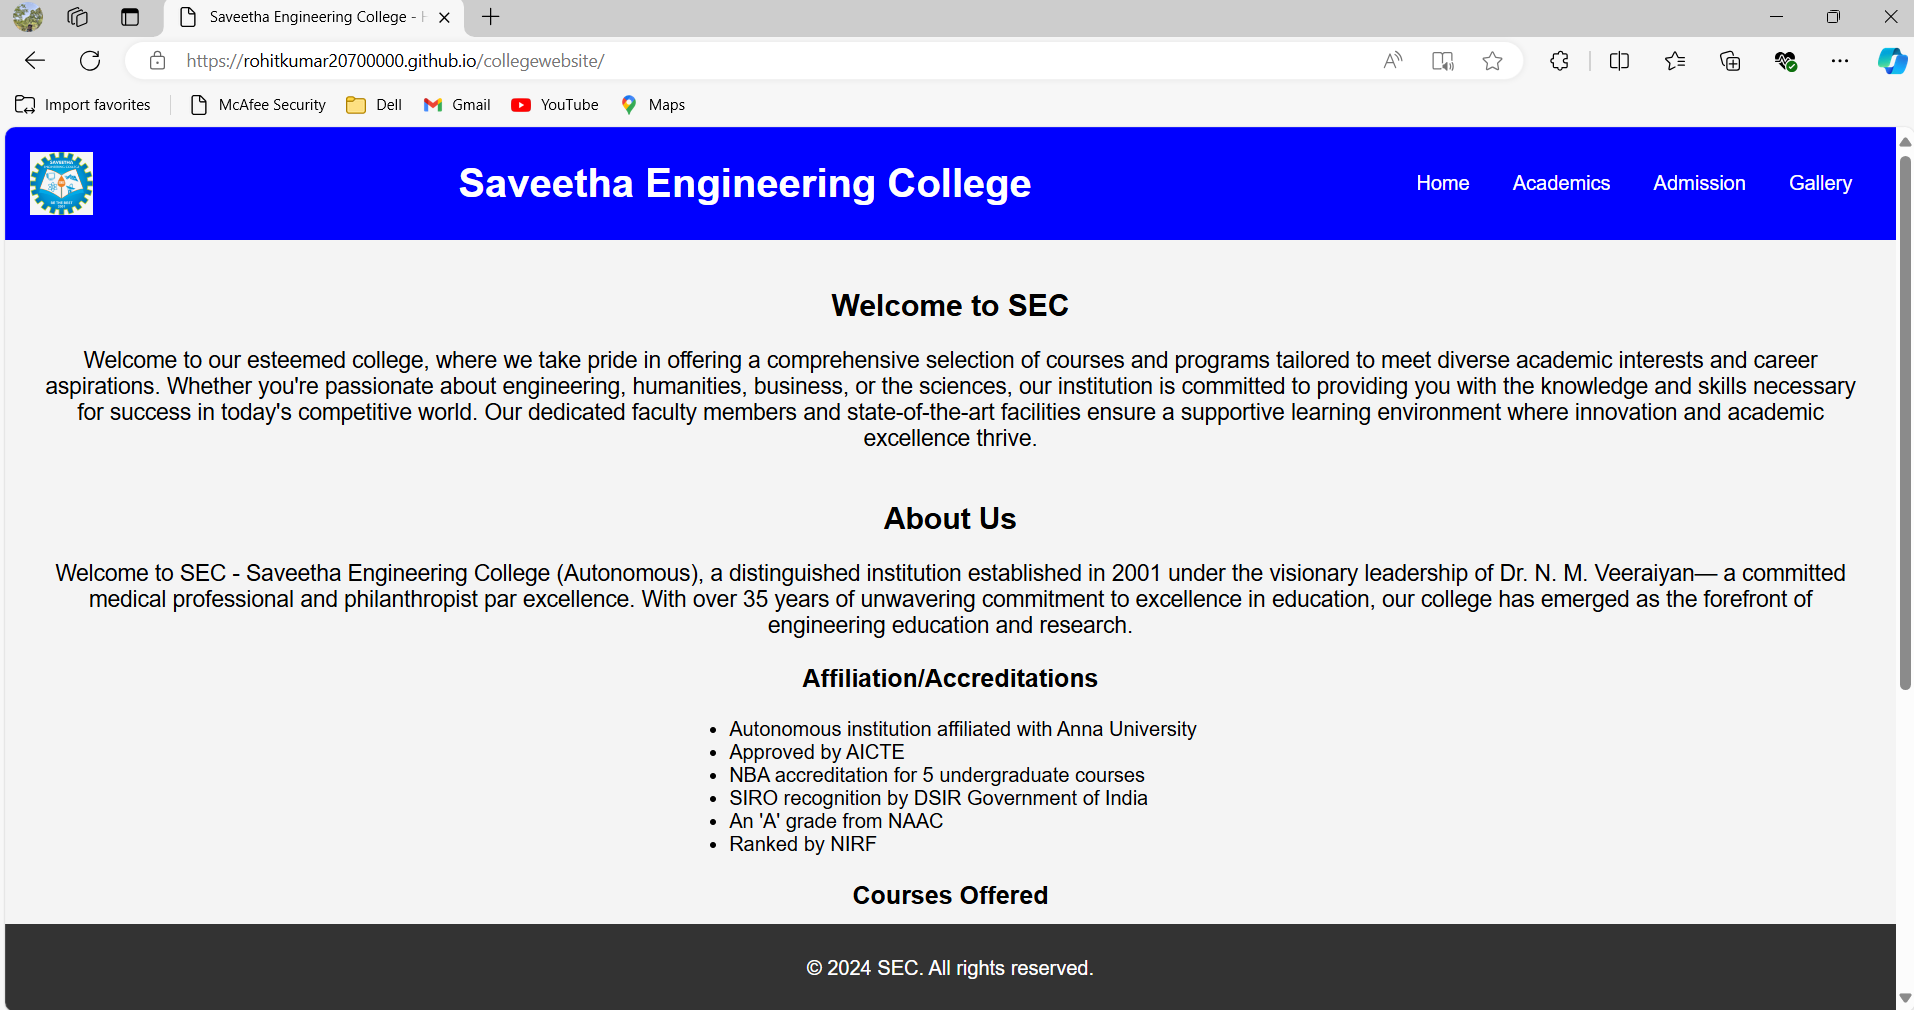 Saveetha Engineering College -
https://rohitkumar20700000.github.io/collegewebsite/
Import favorites
McAfee Security
Dell
Gmail
YouTube
Maps
SAVEETHA
Saveetha Engineering College
Home
Academics
Admission
Gallery
Welcome to SEC
Welcome to our esteemed college, where we take pride in offering a comprehensive selection of courses and programs tailored to meet diverse academic interests and career
aspirations. Whether you're passionate about engineering, humanities, business, or the sciences, our institution is committed to providing you with the knowledge and skills necessary
for success in today's competitive world. Our dedicated faculty members and state-of-the-art facilities ensure a supportive learning environment where innovation and academic
excellence thrive.
About Us
Welcome to SEC - Saveetha Engineering College (Autonomous), a distinguished institution established in 2001 under the visionary leadership of Dr. N. M. Veeraiyan— a committed
medical professional and philanthropist par excellence. With over 35 years of unwavering commitment to excellence in education, our college has emerged as the forefront of
engineering education and research.
Affiliation/Accreditations
• Autonomous institution affiliated with Anna University
• Approved by AICTE
• NBA accreditation for 5 undergraduate courses
• SIRO recognition by DSIR Government of India
• An 'A' grade from NAAC
• Ranked by NIRF
Courses Offered
© 2024 SEC. All rights reserved.